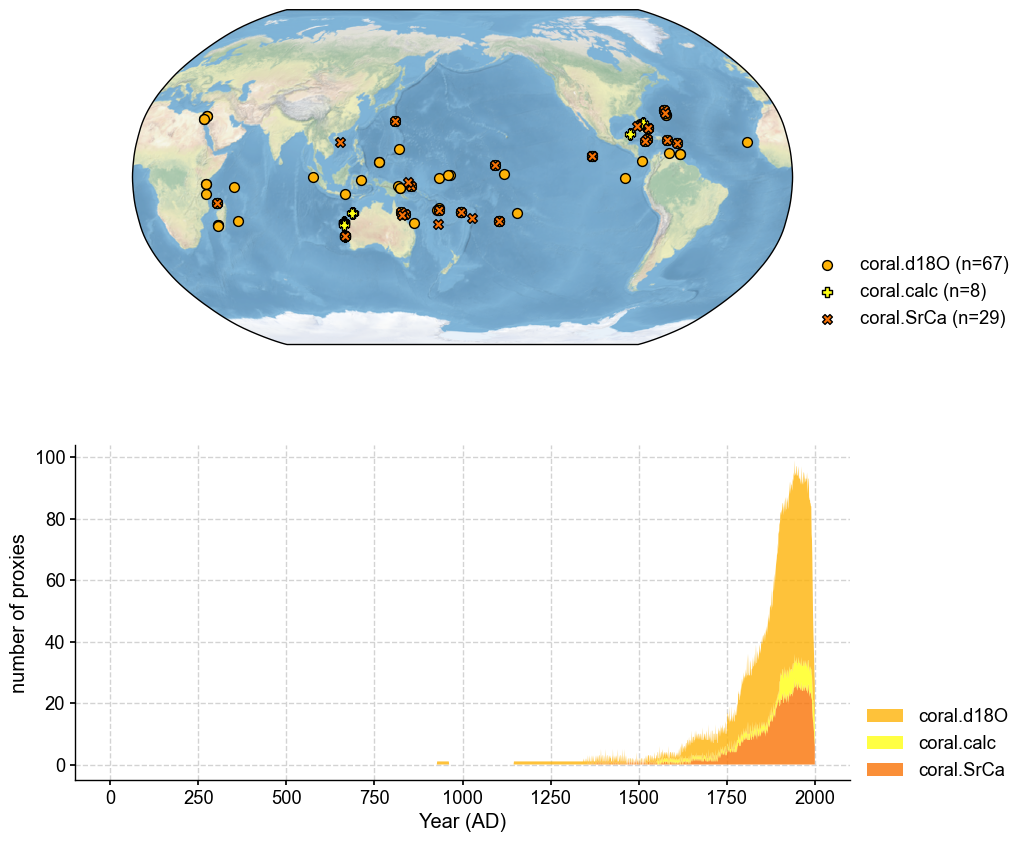 coral.d18O (n=67)
coral.calc (n=8)
coral.SrCa (n=29)
number of proxies
100
80
60
40
20
0
coral.d18O
coral.calc
coral.SrCa
0 250 500 750 1000 1250 1500 1750 2000
Year (AD)